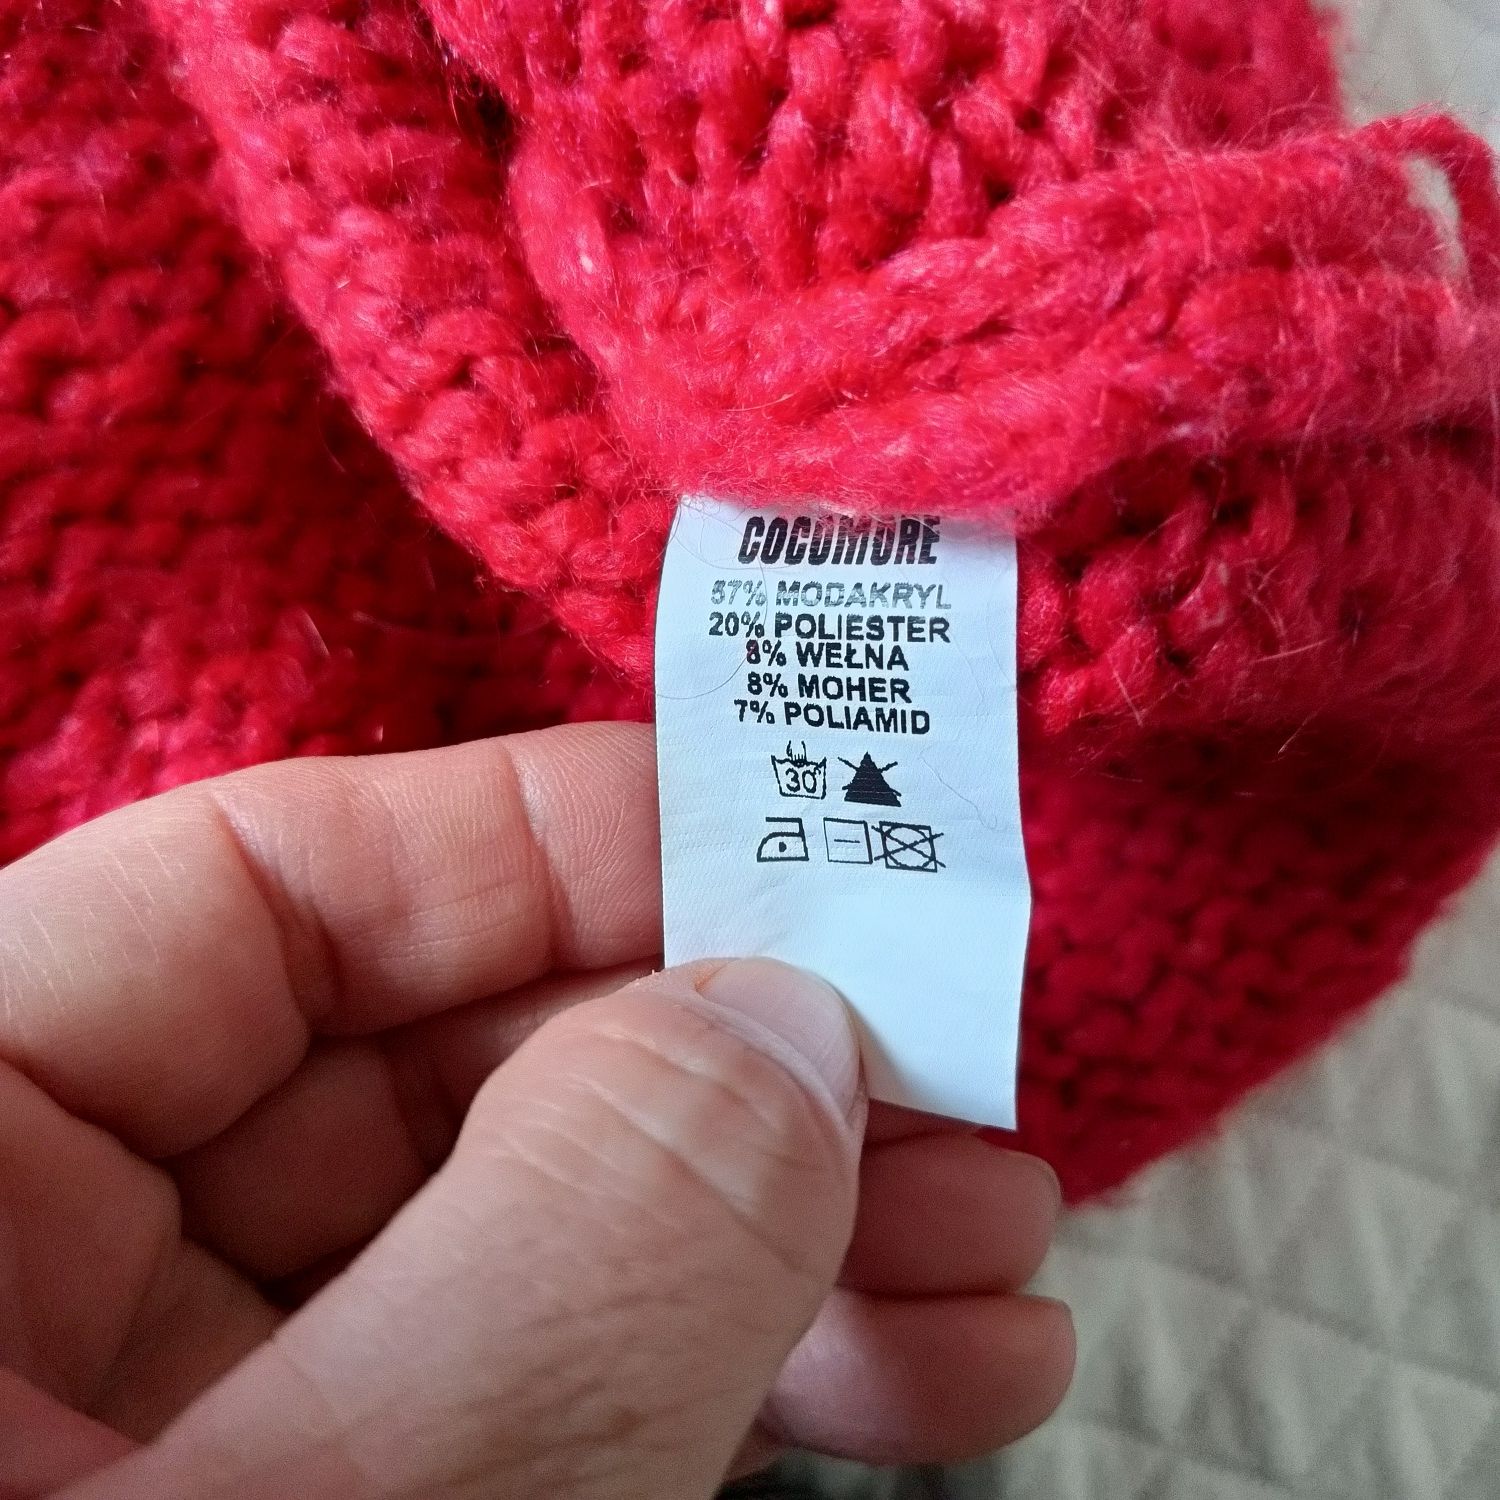 COCOMORE
57% MODAKRYL
20% POLIESTER
8% WEŁNA
8% MOHER
7% POLIAMID
30